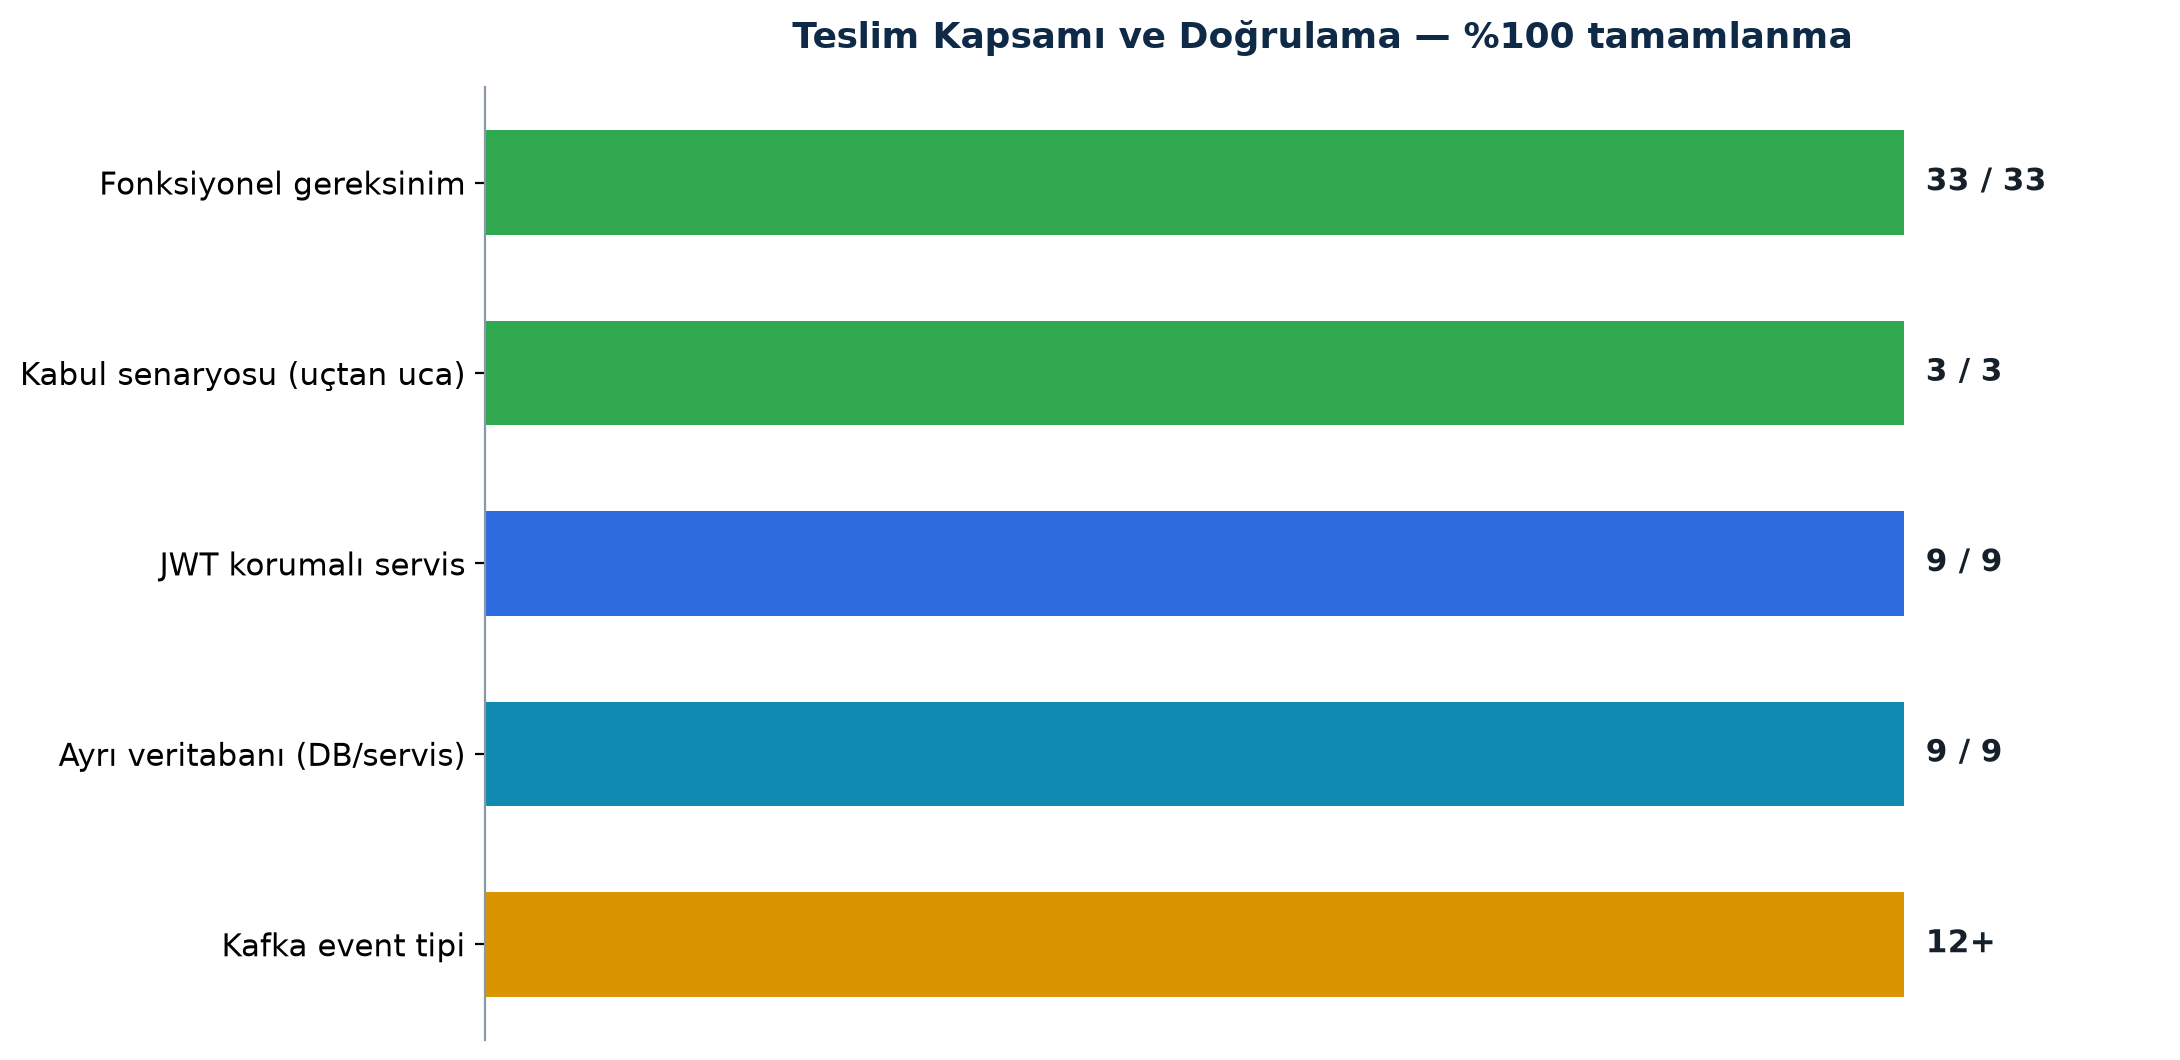 Teslim Kapsamı ve Doğrulama — %100 tamamlanma
Fonksiyonel gereksinim 33 / 33
Kabul senaryosu (uçtan uca) 3 / 3
JWT korumalı servis 9 / 9
Ayrı veritabanı (DB/servis) 9 / 9
Kafka event tipi 12+